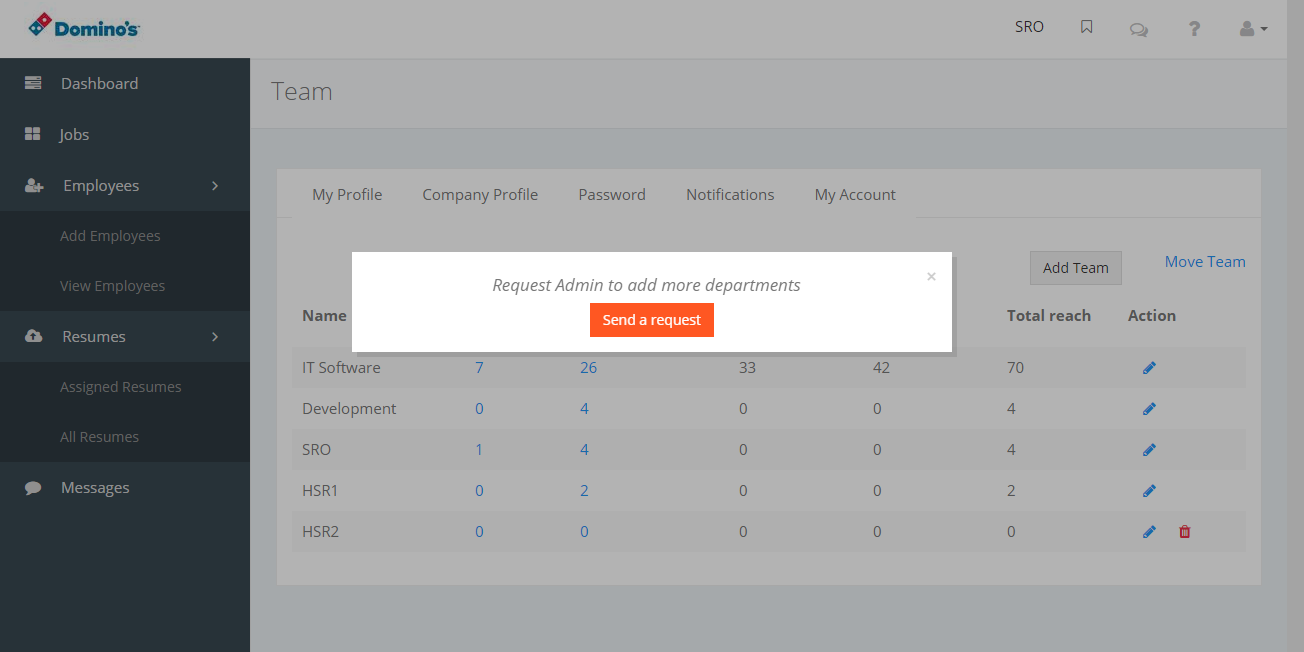 Domino's
SRO
?
Dashboard
Jobs
Employees
Add Employees
View Employees
Resumes
Assigned Resumes
All Resumes
Messages
Team
My Profile Company Profile Password Notifications My Account
Add Team Move Team
Request Admin to add more departments ×
Send a request
Name Total reach Action
IT Software 7 26 33 42 70
Development 0 4 0 0 4
SRO 1 4 0 0 4
HSR1 0 2 0 0 2
HSR2 0 0 0 0 0